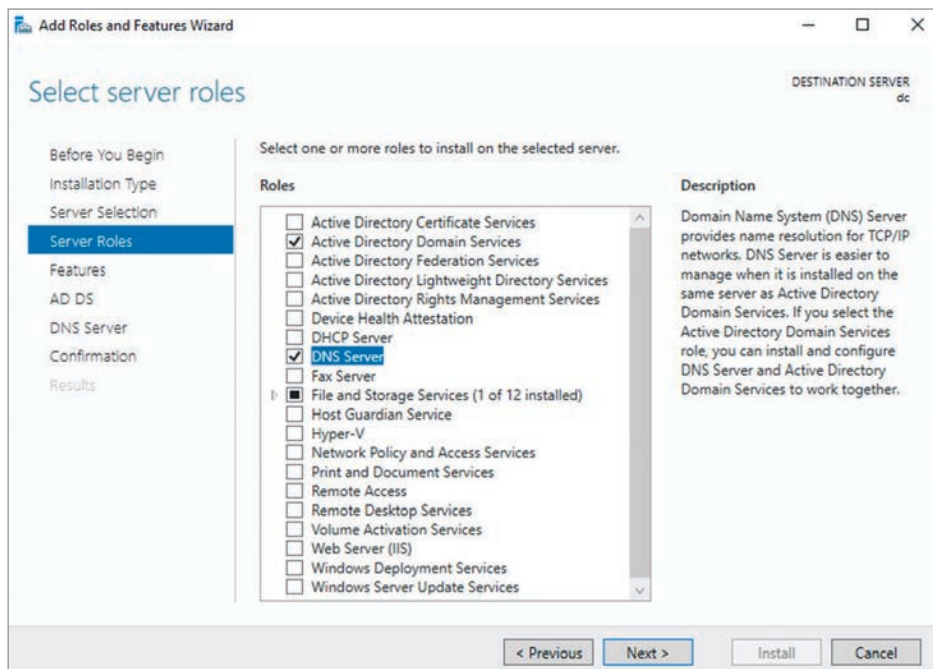 Add Roles and Features Wizard
Select server roles
DESTINATION SERVER
dc
Before You Begin
Installation Type
Server Selection
Server Roles
Features
AD DS
DNS Server
Confirmation
Results
Select one or more roles to install on the selected server.
Roles
Active Directory Certificate Services
Active Directory Domain Services
Active Directory Federation Services
Active Directory Lightweight Directory Services
Active Directory Rights Management Services
Device Health Attestation
DHCP Server
DNS Server
Fax Server
File and Storage Services (1 of 12 installed)
Host Guardian Service
Hyper-V
Network Policy and Access Services
Print and Document Services
Remote Access
Remote Desktop Services
Volume Activation Services
Web Server (IIS)
Windows Deployment Services
Windows Server Update Services
Description
Domain Name System (DNS) Server
provides name resolution for TCP/IP
networks. DNS Server is easier to
manage when it is installed on the
same server as Active Directory
Domain Services. If you select the
Active Directory Domain Services
role, you can install and configure
DNS Server and Active Directory
Domain Services to work together.
< Previous
Next >
Install
Cancel